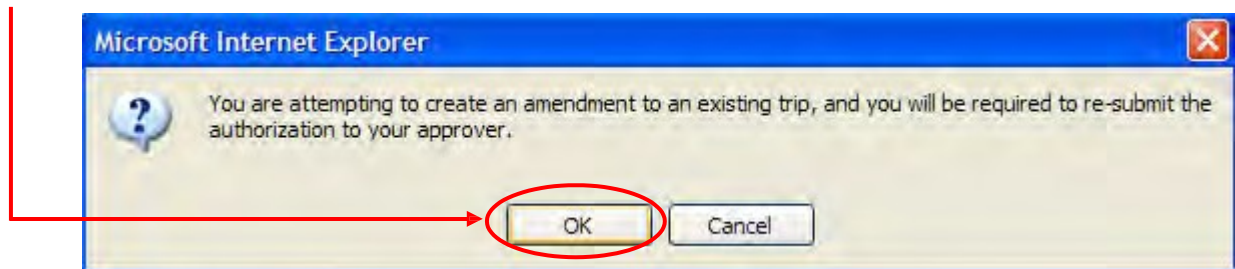 Microsoft Internet Explorer
? You are attempting to create an amendment to an existing trip, and you will be required to re-submit the
authorization to your approver.
OK Cancel